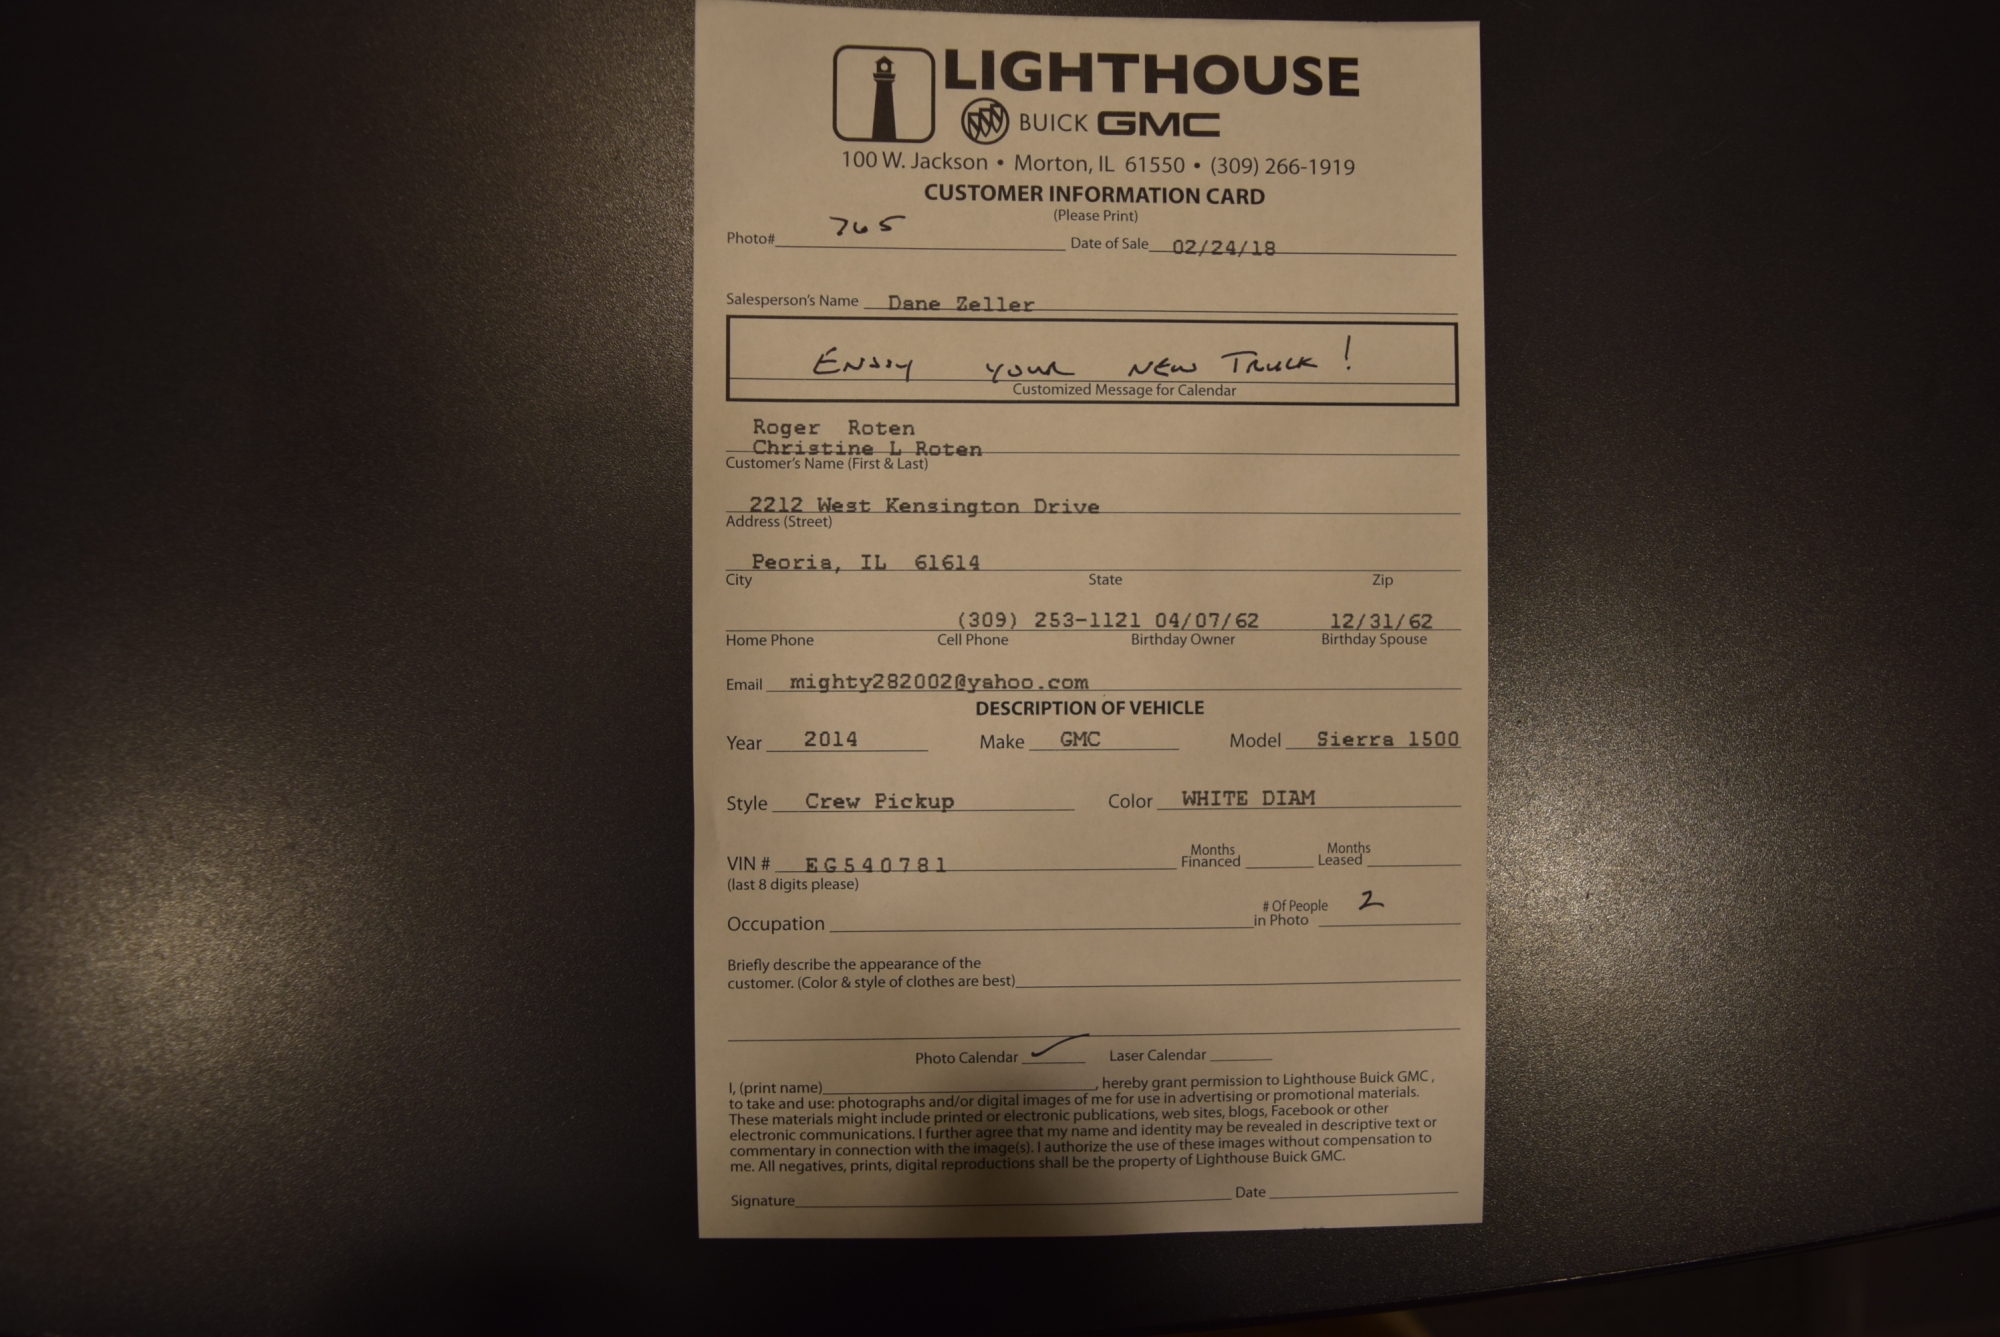 LIGHTHOUSE
BUICK GMC
100 W. Jackson • Morton, IL 61550 • (309) 266-1919
CUSTOMER INFORMATION CARD
(Please Print)
Photo# 765 Date of Sale 02/24/18
Salesperson's Name Dane Zeller
ENJOY YOUR NEW TRUCK!
Customized Message for Calendar
Roger Roten
Christine L Roten
Customer's Name (First & Last)
2212 West Kensington Drive
Address (Street)
Peoria, IL 61614
City State Zip
(309) 253-1121 04/07/62 12/31/62
Home Phone Cell Phone Birthday Owner Birthday Spouse
Email mighty282002@yahoo.com
DESCRIPTION OF VEHICLE
Year 2014 Make GMC Model Sierra 1500
Style Crew Pickup Color WHITE DIAM
VIN # EG540781 Months Financed Months Leased
(last 8 digits please)
Occupation # Of People in Photo 2
Briefly describe the appearance of the
customer. (Color & style of clothes are best)
Photo Calendar ✓ Laser Calendar
I, (print name) , hereby grant permission to Lighthouse Buick GMC ,
to take and use: photographs and/or digital images of me for use in advertising or promotional materials.
These materials might include printed or electronic publications, web sites, blogs, Facebook or other
electronic communications. I further agree that my name and identity may be revealed in descriptive text or
commentary in connection with the image(s). I authorize the use of these images without compensation to
me. All negatives, prints, digital reproductions shall be the property of Lighthouse Buick GMC.
Signature Date